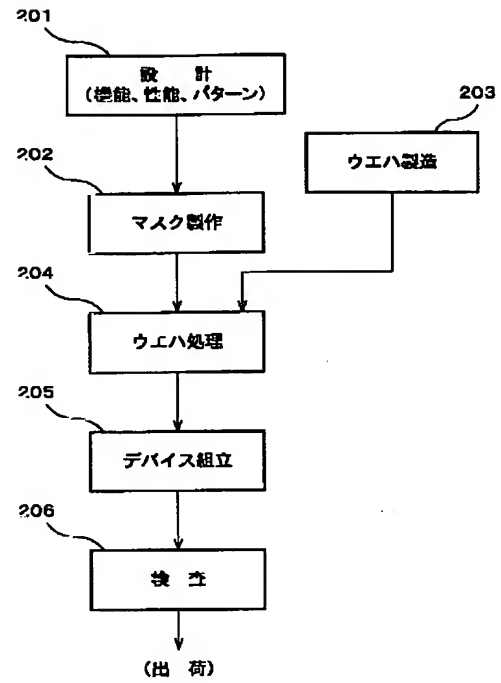 201
設 計
(機能、性能、パターン)
203
ウエハ製造
202
マスク製作
204
ウエハ処理
205
デバイス組立
206
検 査
(出 荷)